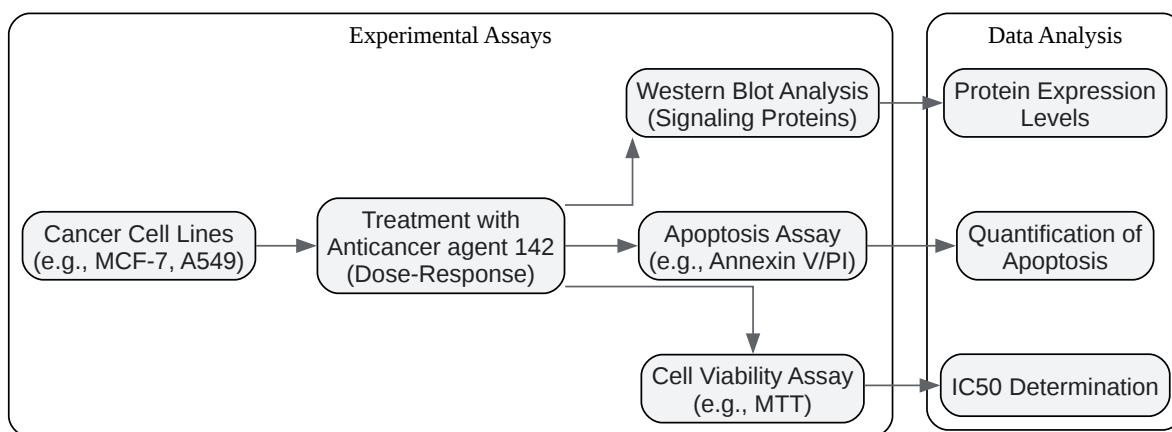 Experimental Assays
Data Analysis
Western Blot Analysis
(Signaling Proteins)
Protein Expression
Levels
Cancer Cell Lines
(e.g., MCF-7, A549)
Treatment with
Anticancer agent 142
(Dose-Response)
Apoptosis Assay
(e.g., Annexin V/PI)
Quantification of
Apoptosis
Cell Viability Assay
(e.g., MTT)
IC50 Determination